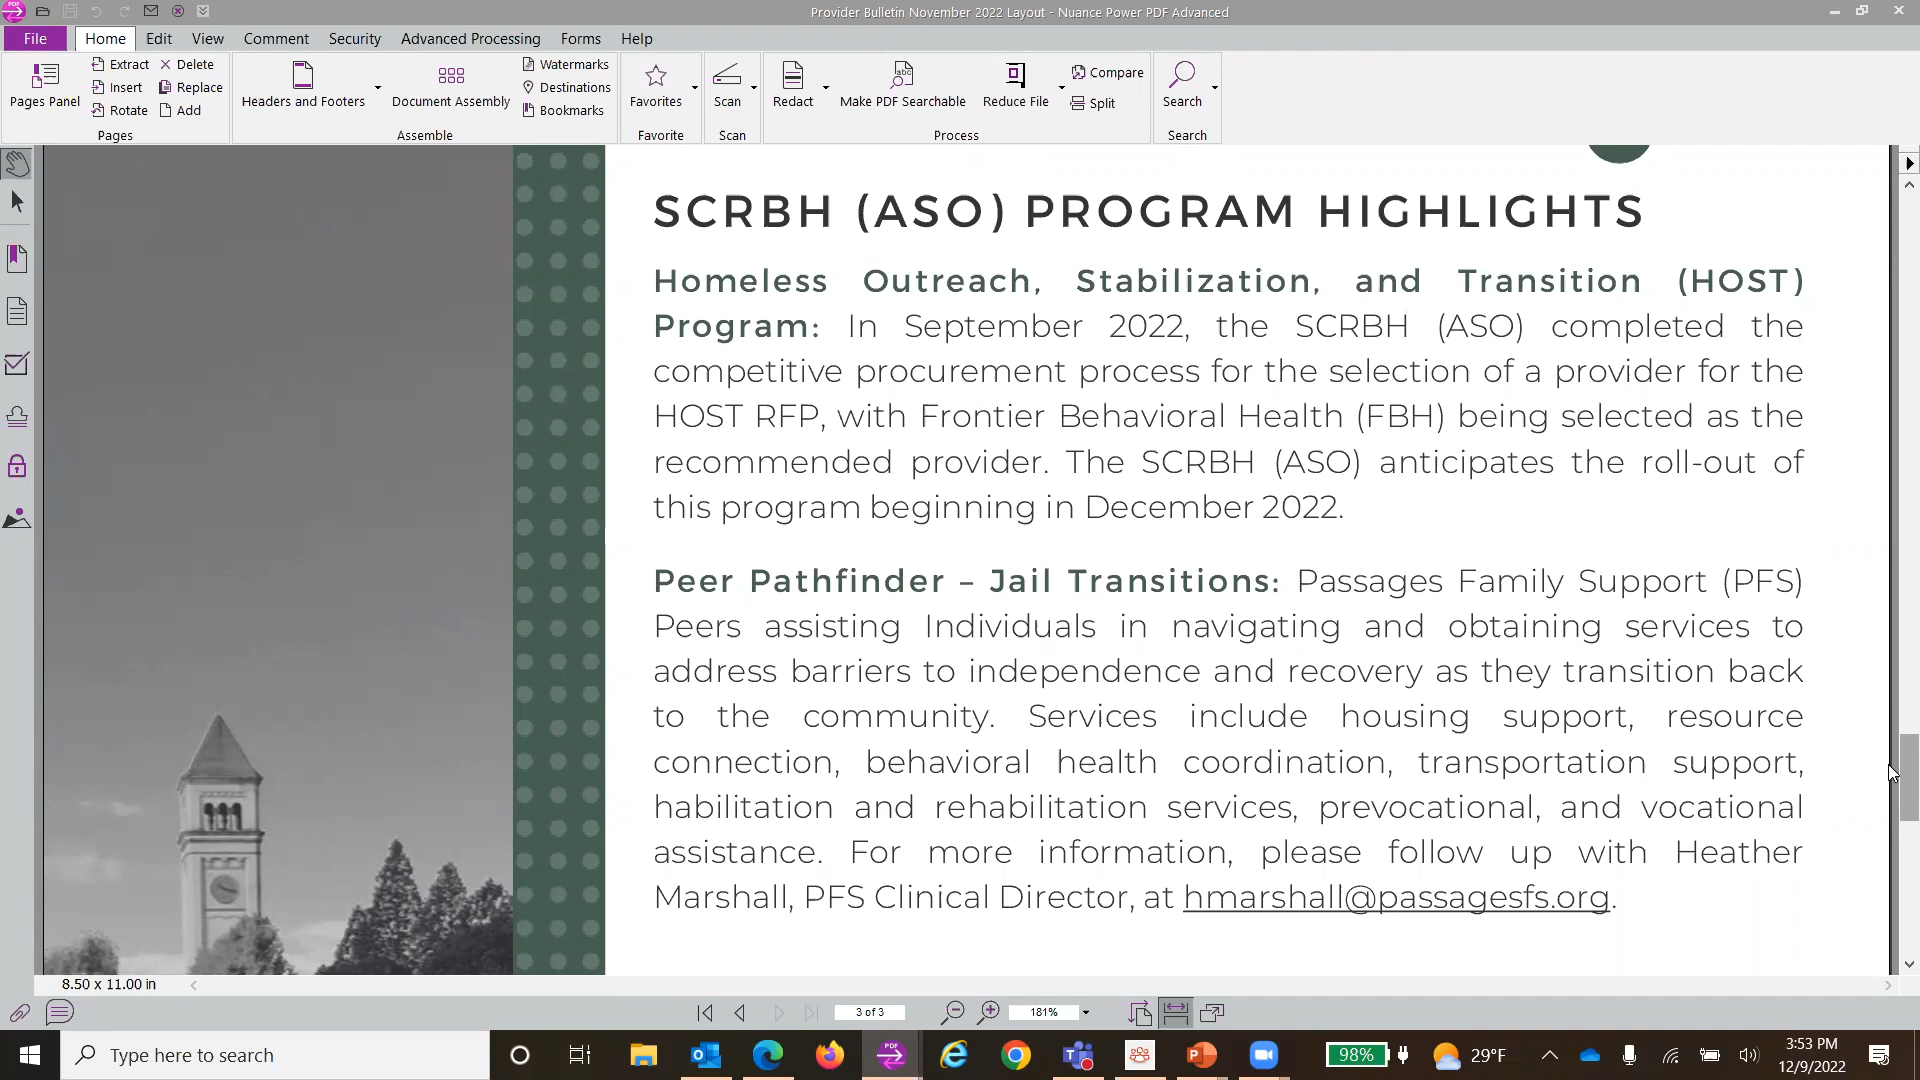 Provider Bulletin November 2022 Layout - Nuance Power PDF Advanced
File Home Edit View Comment Security Advanced Processing Forms Help
Pages Panel
Extract Delete
Insert Replace
Rotate Add
Pages
Headers and Footers
Document Assembly
Watermarks
Destinations
Bookmarks
Assemble
Favorites
Favorite
Scan
Scan
Redact
Make PDF Searchable
Reduce File
Compare
Split
Process
Search
Search
SCRBH (ASO) PROGRAM HIGHLIGHTS
Homeless Outreach, Stabilization, and Transition (HOST)
Program: In September 2022, the SCRBH (ASO) completed the
competitive procurement process for the selection of a provider for the
HOST RFP, with Frontier Behavioral Health (FBH) being selected as the
recommended provider. The SCRBH (ASO) anticipates the roll-out of
this program beginning in December 2022.
Peer Pathfinder – Jail Transitions: Passages Family Support (PFS)
Peers assisting Individuals in navigating and obtaining services to
address barriers to independence and recovery as they transition back
to the community. Services include housing support, resource
connection, behavioral health coordination, transportation support,
habilitation and rehabilitation services, prevocational, and vocational
assistance. For more information, please follow up with Heather
Marshall, PFS Clinical Director, at hmarshall@passagesfs.org.
8.50 x 11.00 in
3 of 3
181%
Type here to search
98%
29°F
3:53 PM
12/9/2022